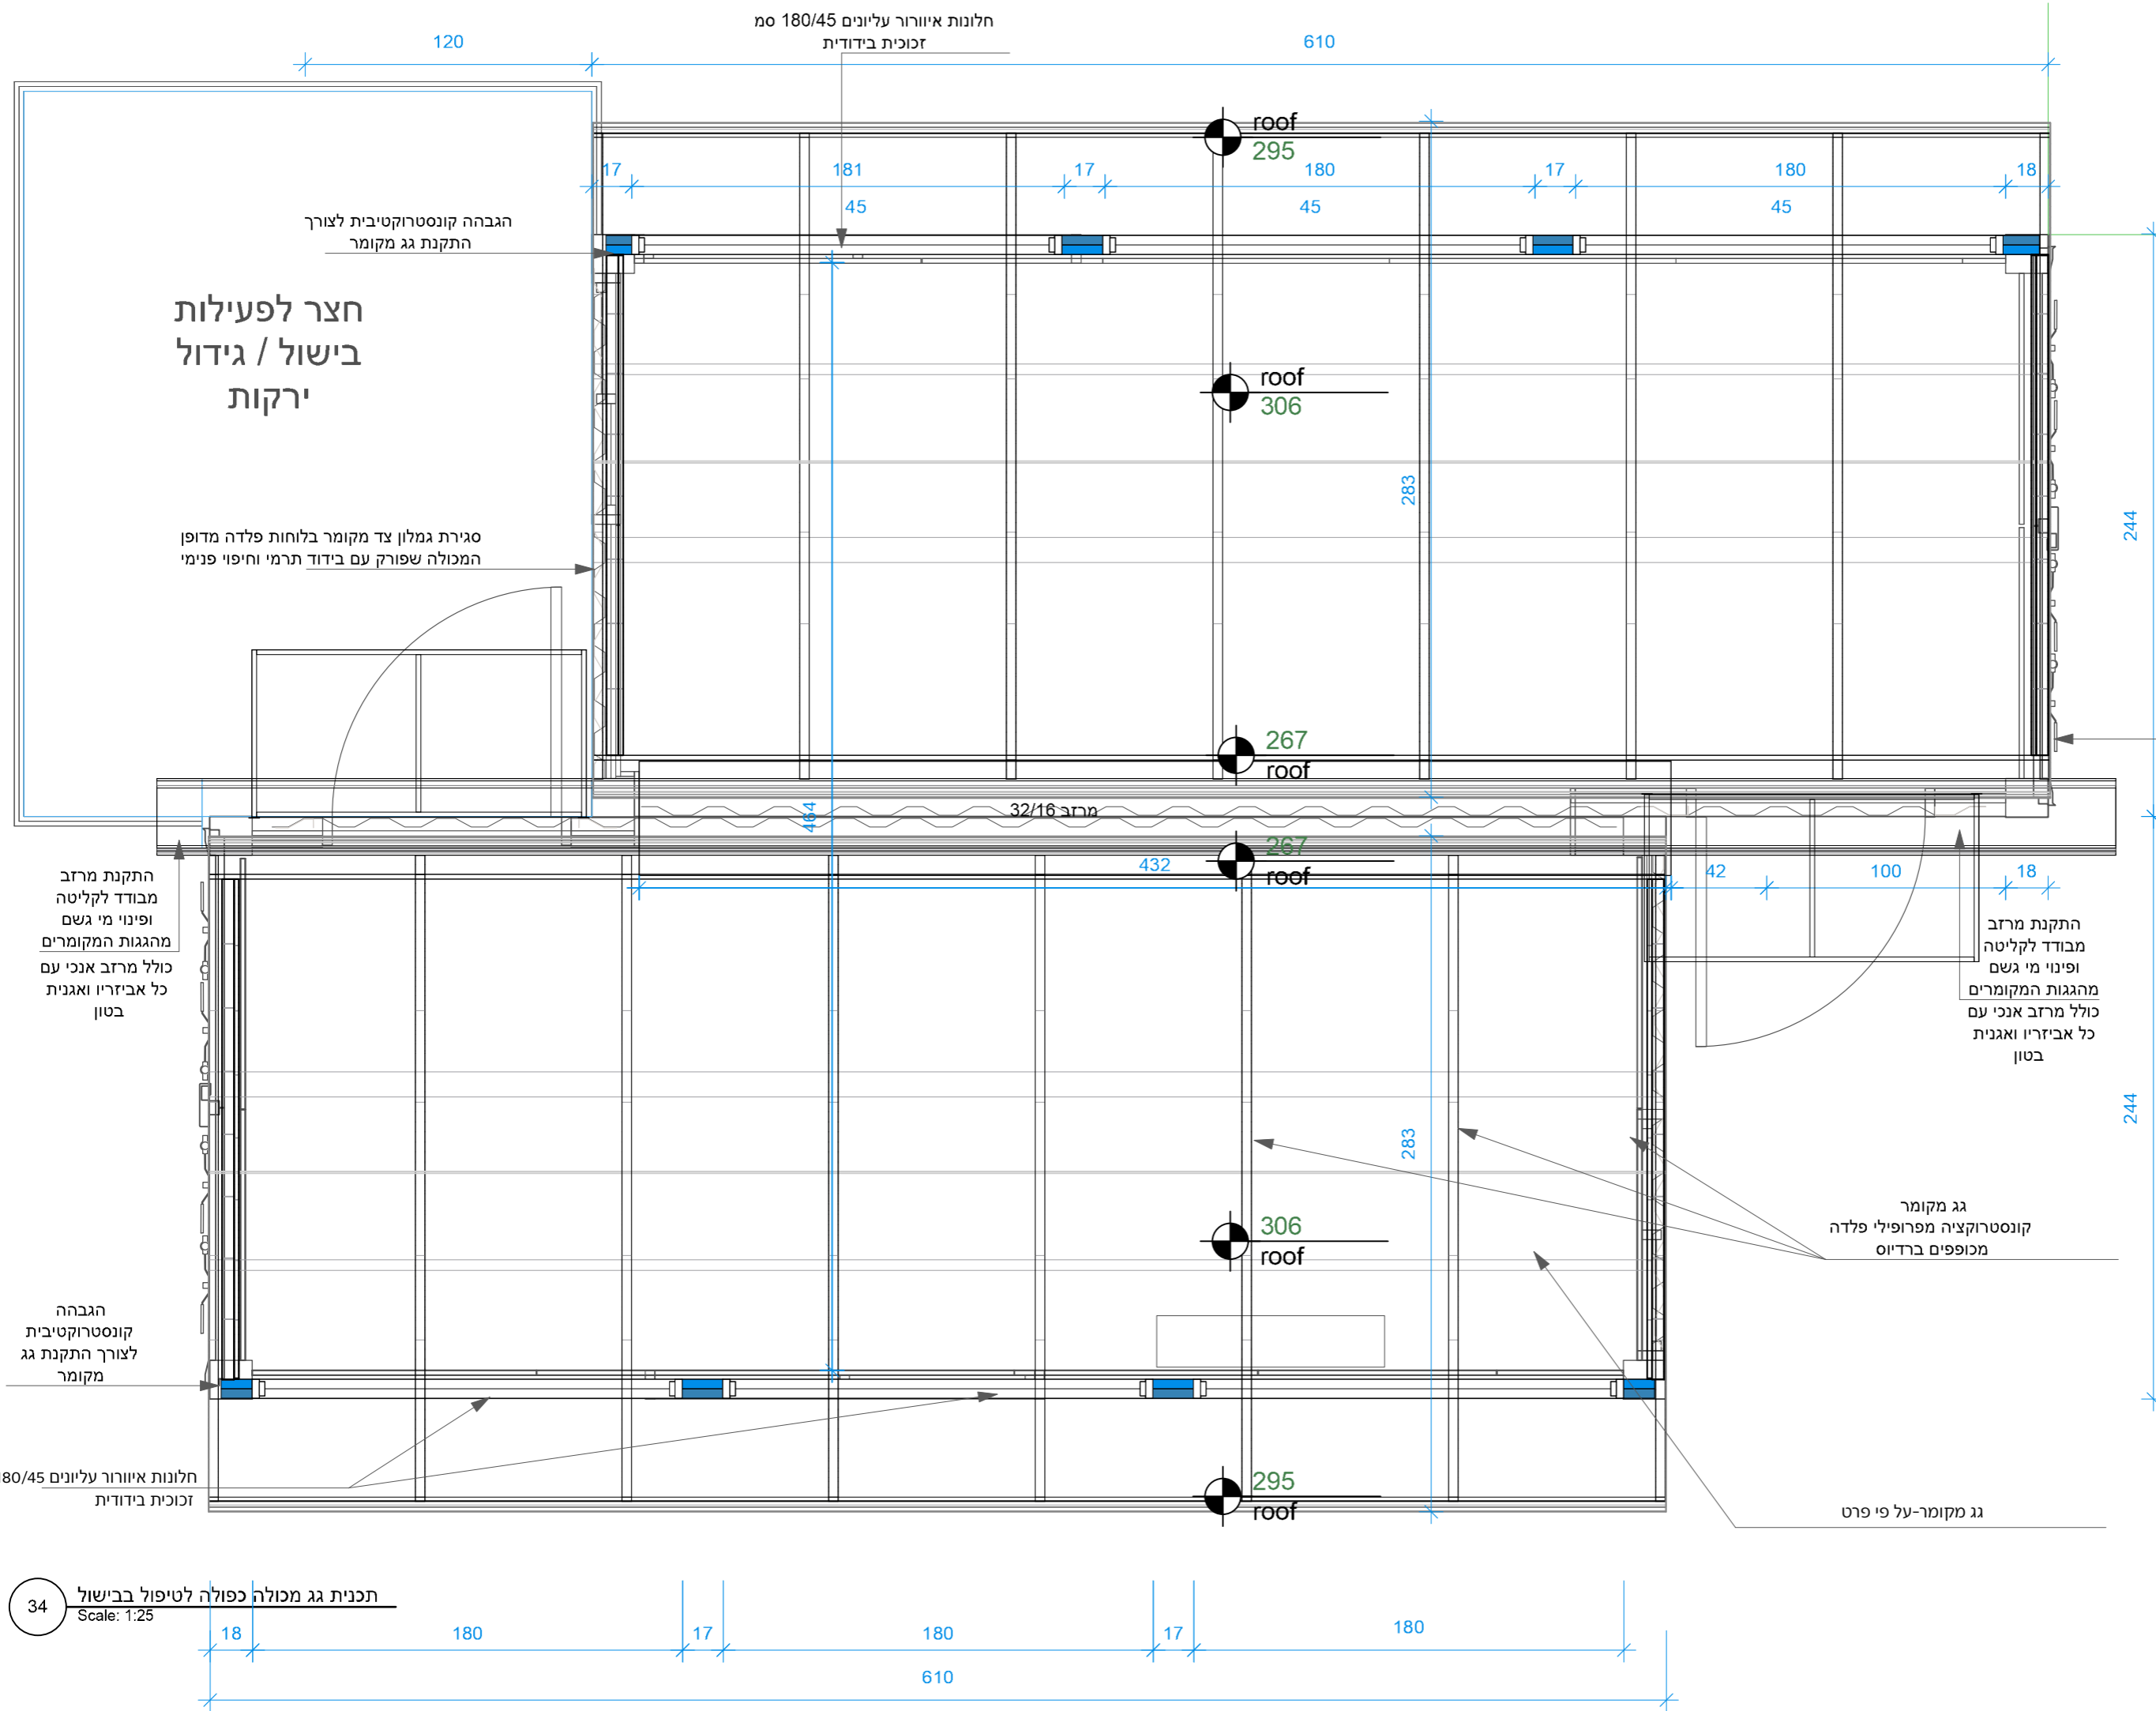 חלונות איוורור עליונים 180/45 סמ
זכוכית בידודית
120
610
roof
295
17
181
17
180
17
180
18
45
45
45
הגבהה קונסטרוקטיבית לצורך
התקנת גג מקומר
חצר לפעילות
בישול / גידול
ירקות
roof
306
283
244
סגירת גמלון צד מקומר בלוחות פלדה מדופן
המכולה שפורק עם בידוד תרמי וחיפוי פנימי
267
roof
464
מרזב 32/16
267
roof
432
42
100
18
התקנת מרזב
מבודד לקליטה
ופינוי מי גשם
מהגגות המקומרים
כולל מרזב אנכי עם
כל אביזריו ואגנית
בטון
התקנת מרזב
מבודד לקליטה
ופינוי מי גשם
מהגגות המקומרים
כולל מרזב אנכי עם
כל אביזריו ואגנית
בטון
283
244
גג מקומר
קונסטרוקציה מפרופילי פלדה
מכופפים ברדיוס
306
roof
הגבהה
קונסטרוקטיבית
לצורך התקנת גג
מקומר
חלונות איוורור עליונים 180/45
זכוכית בידודית
295
roof
גג מקומר-על פי פרט
34
תכנית גג מכולה כפולה לטיפול בבישול
Scale: 1:25
18
180
17
180
17
180
610